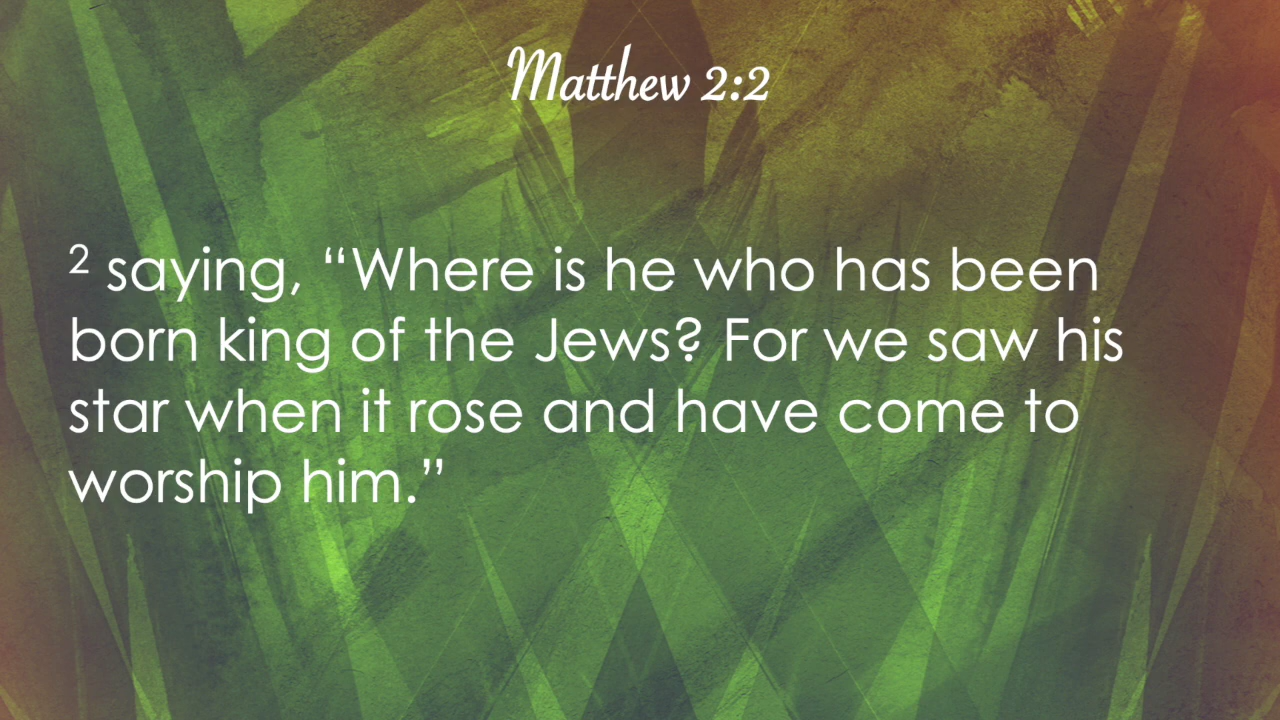 Matthew 2:2
² saying, “Where is he who has been
born king of the Jews? For we saw his
star when it rose and have come to
worship him.”